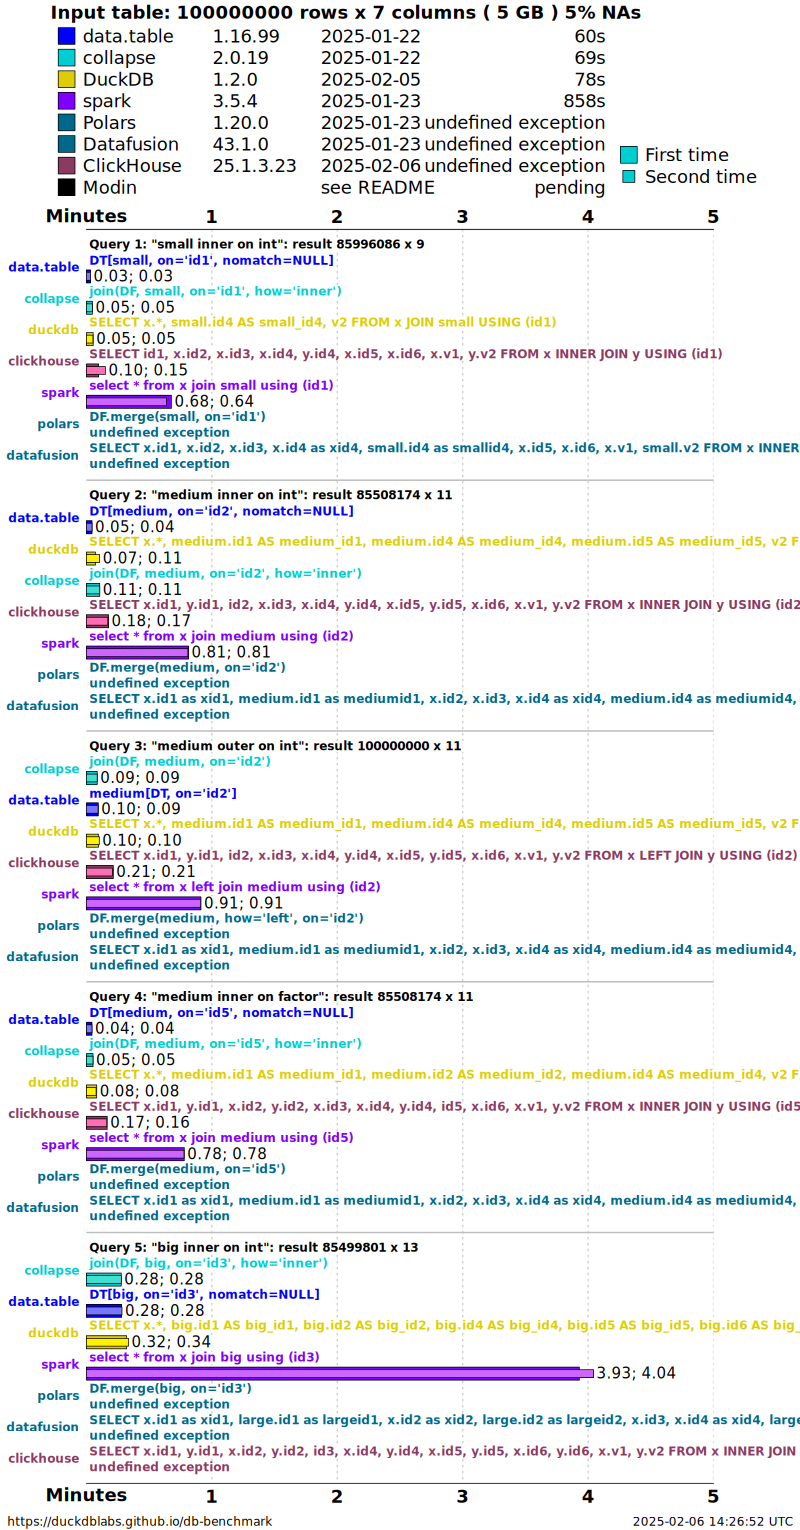 Input table: 100000000 rows x 7 columns ( 5 GB ) 5% NAs
data.table 1.16.99 2025-01-22 60s
collapse 2.0.19 2025-01-22 69s
DuckDB 1.2.0 2025-02-05 78s
spark 3.5.4 2025-01-23 858s
Polars 1.20.0 2025-01-23 undefined exception
Datafusion 43.1.0 2025-01-23 undefined exception
ClickHouse 25.1.3.23 2025-02-06 undefined exception
Modin see README pending
First time
Second time
Minutes 1 2 3 4 5
Query 1: "small inner on int": result 85996086 x 9
data.table DT[small, on='id1', nomatch=NULL]
0.03; 0.03
collapse join(DF, small, on='id1', how='inner')
0.05; 0.05
duckdb SELECT x.*, small.id4 AS small_id4, v2 FROM x JOIN small USING (id1)
0.05; 0.05
clickhouse SELECT id1, x.id2, x.id3, x.id4, y.id4, x.id5, x.id6, x.v1, y.v2 FROM x INNER JOIN y USING (id1)
0.10; 0.15
spark select * from x join small using (id1)
0.68; 0.64
polars DF.merge(small, on='id1')
undefined exception
datafusion SELECT x.id1, x.id2, x.id3, x.id4 as xid4, small.id4 as smallid4, x.id5, x.id6, x.v1, small.v2 FROM x INNER
undefined exception
Query 2: "medium inner on int": result 85508174 x 11
data.table DT[medium, on='id2', nomatch=NULL]
0.05; 0.04
duckdb SELECT x.*, medium.id1 AS medium_id1, medium.id4 AS medium_id4, medium.id5 AS medium_id5, v2 F
0.07; 0.11
collapse join(DF, medium, on='id2', how='inner')
0.11; 0.11
clickhouse SELECT x.id1, y.id1, id2, x.id3, x.id4, y.id4, x.id5, y.id5, x.id6, x.v1, y.v2 FROM x INNER JOIN y USING (id2
0.18; 0.17
spark select * from x join medium using (id2)
0.81; 0.81
polars DF.merge(medium, on='id2')
undefined exception
datafusion SELECT x.id1 as xid1, medium.id1 as mediumid1, x.id2, x.id3, x.id4 as xid4, medium.id4 as mediumid4,
undefined exception
Query 3: "medium outer on int": result 100000000 x 11
collapse join(DF, medium, on='id2')
0.09; 0.09
data.table medium[DT, on='id2']
0.10; 0.09
duckdb SELECT x.*, medium.id1 AS medium_id1, medium.id4 AS medium_id4, medium.id5 AS medium_id5, v2 F
0.10; 0.10
clickhouse SELECT x.id1, y.id1, id2, x.id3, x.id4, y.id4, x.id5, y.id5, x.id6, x.v1, y.v2 FROM x LEFT JOIN y USING (id2)
0.21; 0.21
spark select * from x left join medium using (id2)
0.91; 0.91
polars DF.merge(medium, how='left', on='id2')
undefined exception
datafusion SELECT x.id1 as xid1, medium.id1 as mediumid1, x.id2, x.id3, x.id4 as xid4, medium.id4 as mediumid4,
undefined exception
Query 4: "medium inner on factor": result 85508174 x 11
data.table DT[medium, on='id5', nomatch=NULL]
0.04; 0.04
collapse join(DF, medium, on='id5', how='inner')
0.05; 0.05
duckdb SELECT x.*, medium.id1 AS medium_id1, medium.id2 AS medium_id2, medium.id4 AS medium_id4, v2 F
0.08; 0.08
clickhouse SELECT x.id1, y.id1, x.id2, y.id2, x.id3, x.id4, y.id4, id5, x.id6, x.v1, y.v2 FROM x INNER JOIN y USING (id5
0.17; 0.16
spark select * from x join medium using (id5)
0.78; 0.78
polars DF.merge(medium, on='id5')
undefined exception
datafusion SELECT x.id1 as xid1, medium.id1 as mediumid1, x.id2, x.id3, x.id4 as xid4, medium.id4 as mediumid4,
undefined exception
Query 5: "big inner on int": result 85499801 x 13
collapse join(DF, big, on='id3', how='inner')
0.28; 0.28
data.table DT[big, on='id3', nomatch=NULL]
0.28; 0.28
duckdb SELECT x.*, big.id1 AS big_id1, big.id2 AS big_id2, big.id4 AS big_id4, big.id5 AS big_id5, big.id6 AS big_
0.32; 0.34
spark select * from x join big using (id3)
3.93; 4.04
polars DF.merge(big, on='id3')
undefined exception
datafusion SELECT x.id1 as xid1, large.id1 as largeid1, x.id2 as xid2, large.id2 as largeid2, x.id3, x.id4 as xid4, large
undefined exception
clickhouse SELECT x.id1, y.id1, x.id2, y.id2, id3, x.id4, y.id4, x.id5, y.id5, x.id6, y.id6, x.v1, y.v2 FROM x INNER JOIN
undefined exception
Minutes 1 2 3 4 5
https://duckdblabs.github.io/db-benchmark 2025-02-06 14:26:52 UTC